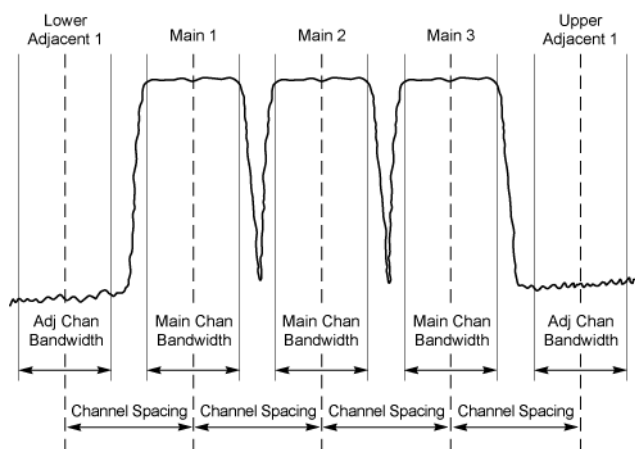 Lower
Adjacent 1
Main 1
Main 2
Main 3
Upper
Adjacent 1
Adj Chan
Bandwidth
Main Chan
Bandwidth
Main Chan
Bandwidth
Main Chan
Bandwidth
Adj Chan
Bandwidth
Channel Spacing
Channel Spacing
Channel Spacing
Channel Spacing